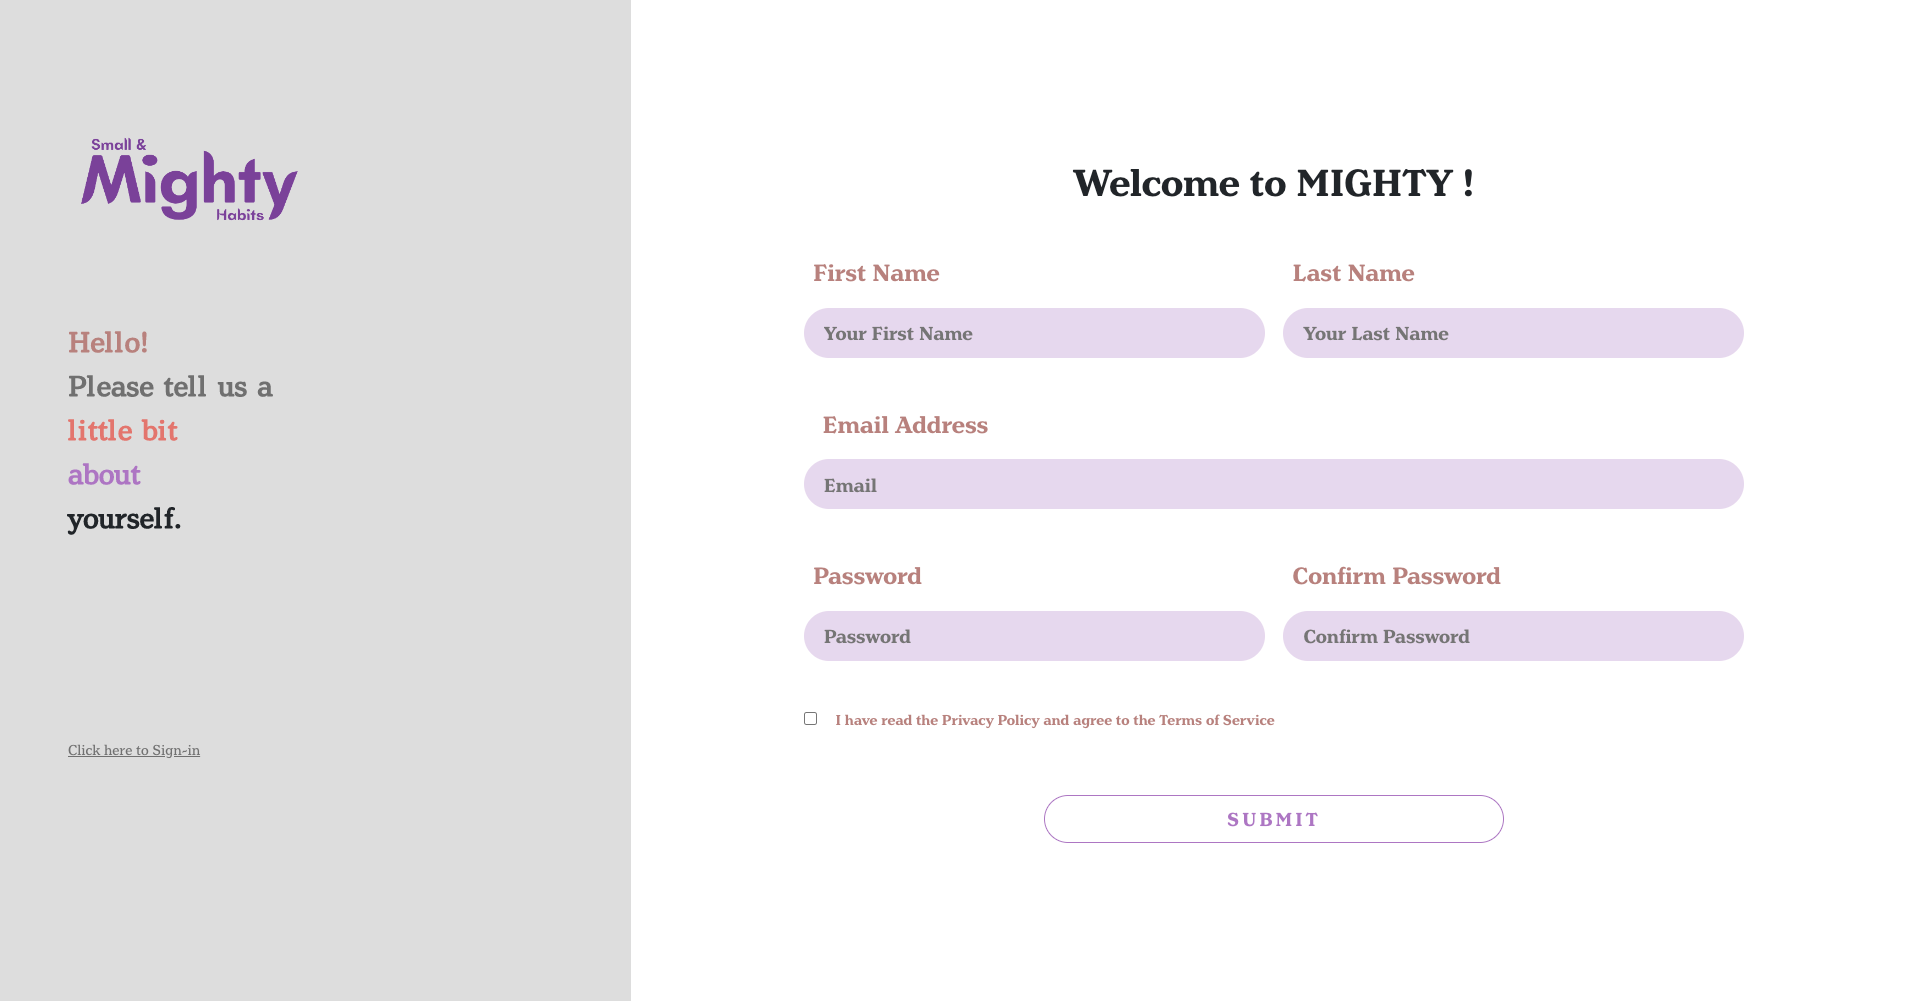 Small &
Mighty
Habits
Hello!
Please tell us a
little bit
about
yourself.
Click here to Sign-in
Welcome to MIGHTY !
First Name
Last Name
Your First Name
Your Last Name
Email Address
Email
Password
Confirm Password
Password
Confirm Password
I have read the Privacy Policy and agree to the Terms of Service
SUBMIT